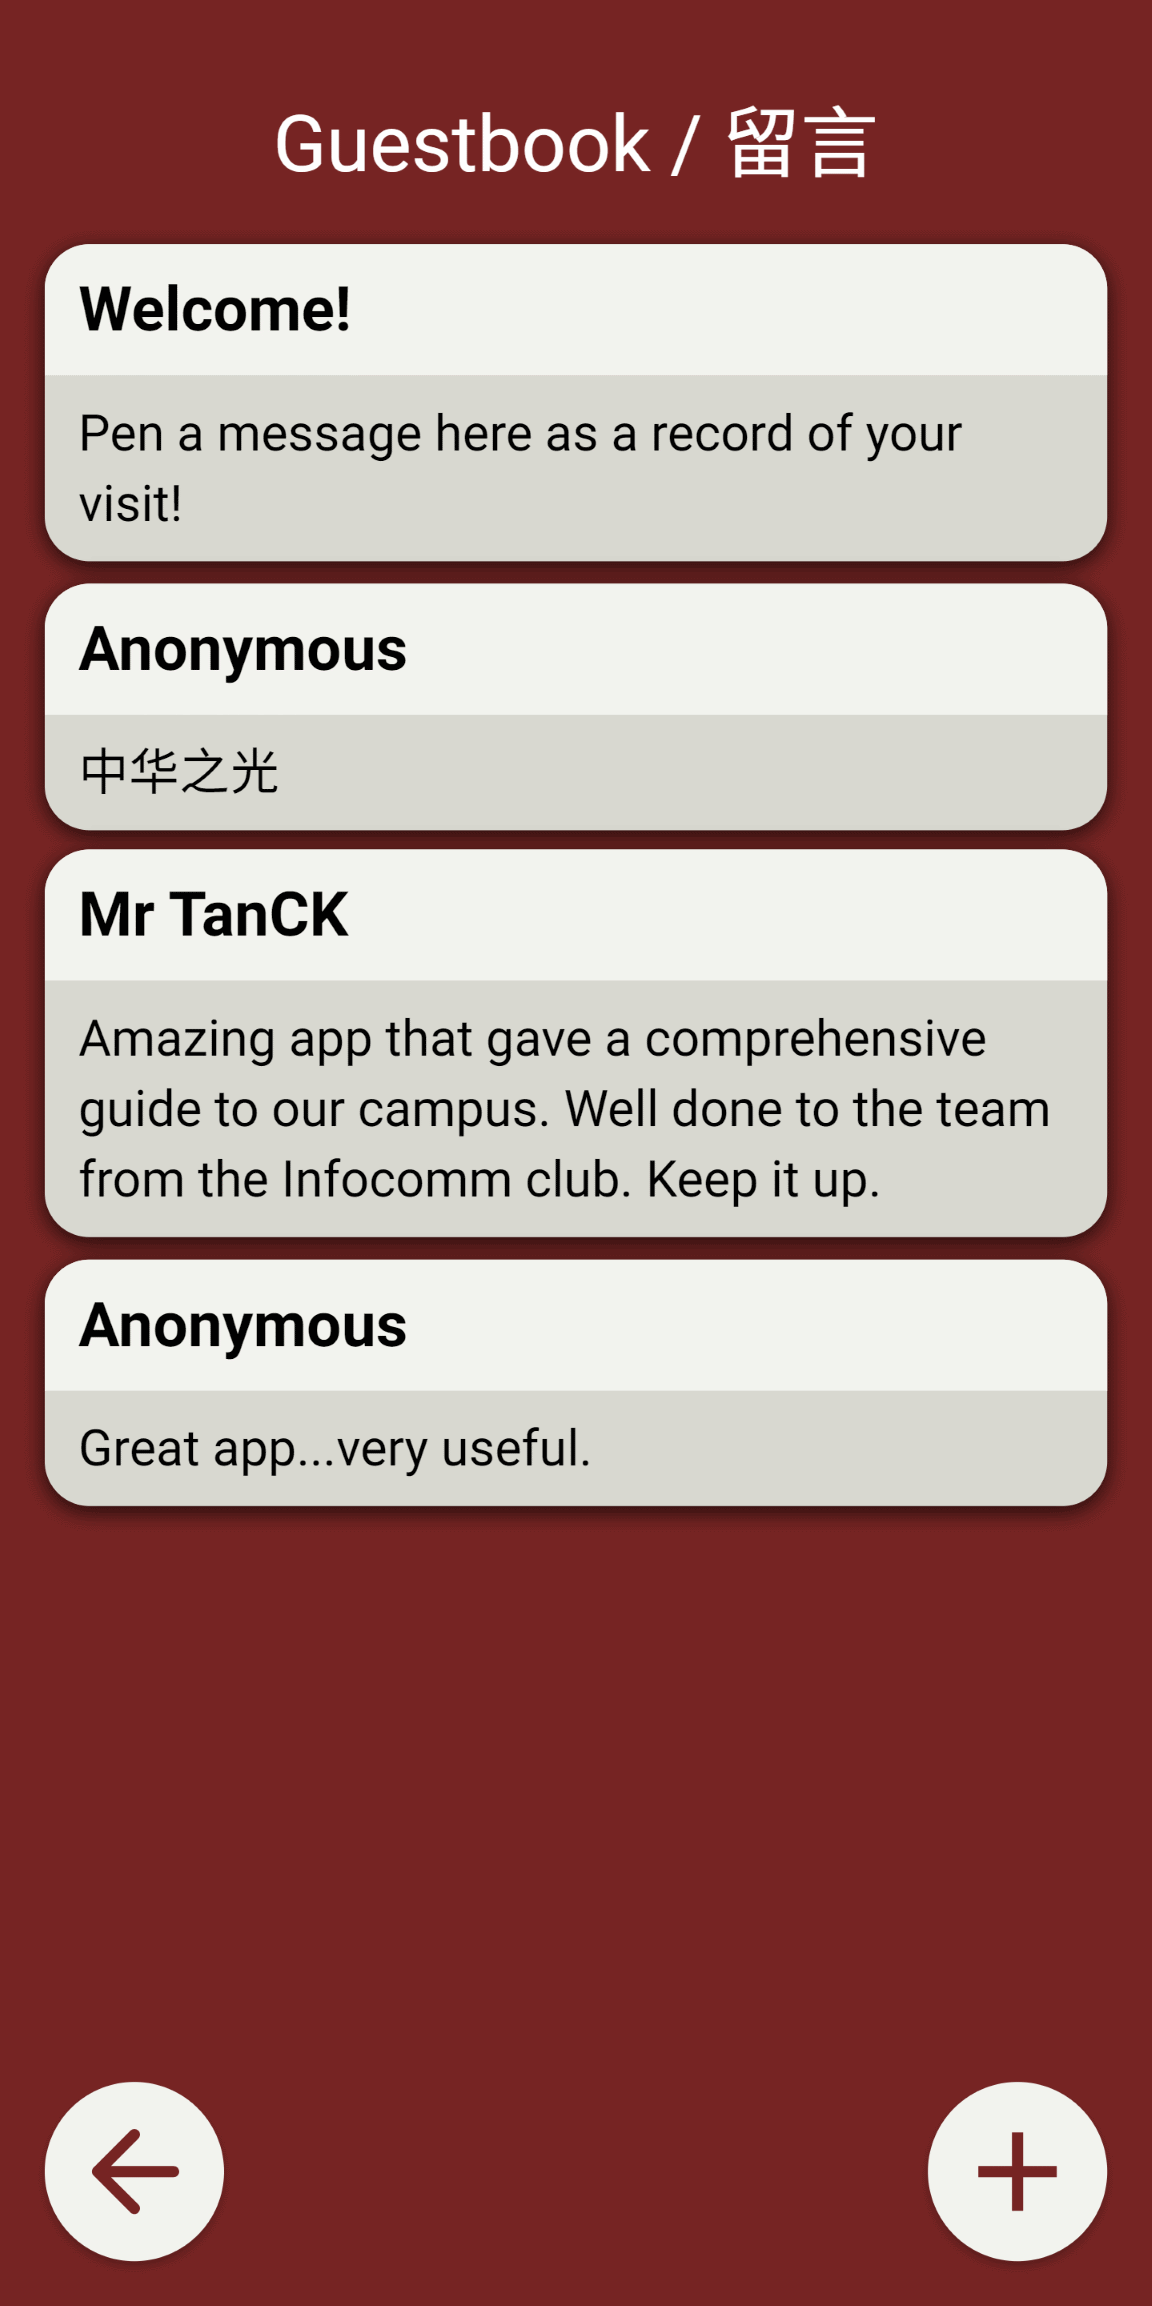 Guestbook / 留言
Welcome!
Pen a message here as a record of your
visit!
Anonymous
中华之光
Mr TanCK
Amazing app that gave a comprehensive
guide to our campus. Well done to the team
from the Infocomm club. Keep it up.
Anonymous
Great app...very useful.